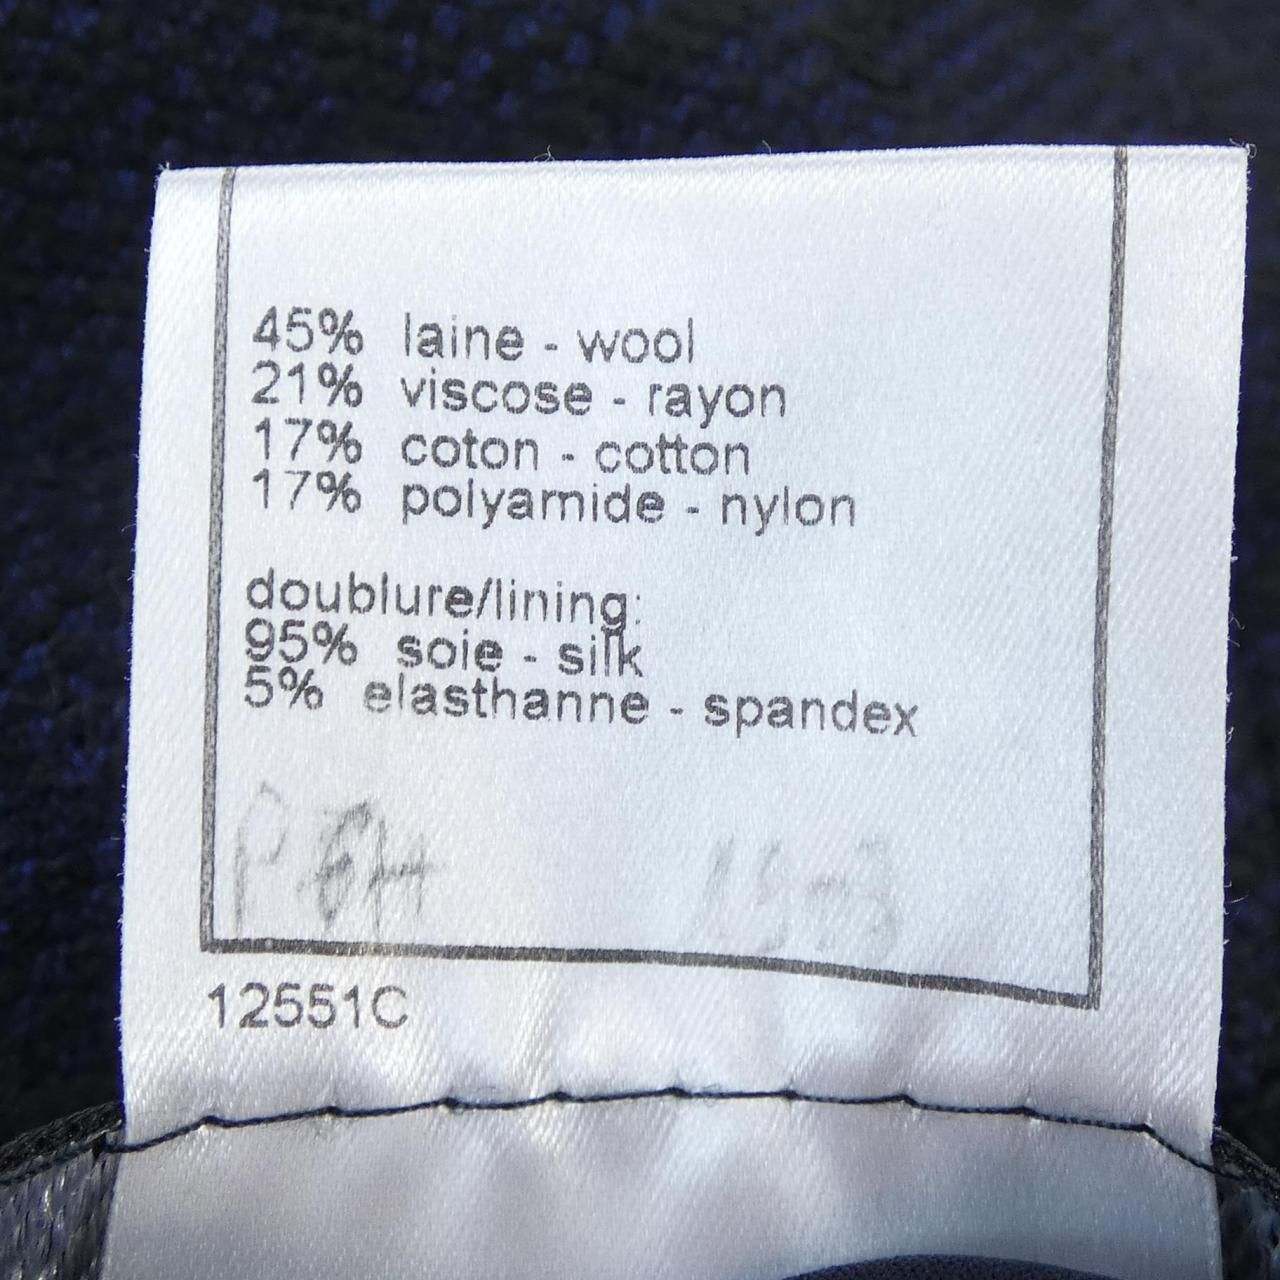 45% laine - wool
21% viscose - rayon
17% coton - cotton
17% polyamide - nylon
doublure/lining:
95% soie - silk
5% elasthanne - spandex
12551C